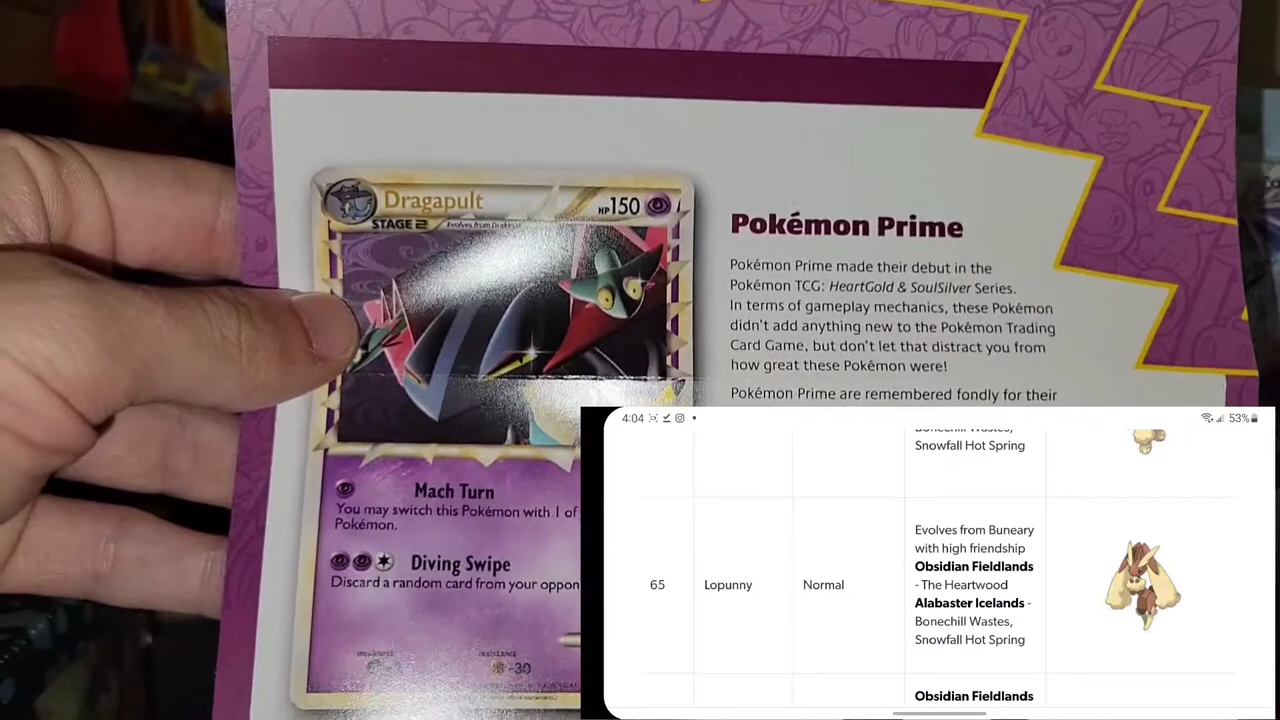 Dragapult
HP150
STAGE 2
Evolves from Drakloak
Mach Turn
You may switch this Pokémon with 1 of
Pokémon.
Diving Swipe
Discard a random card from your oppon
-30
Pokémon Prime
Pokémon Prime made their debut in the
Pokémon TCG: HeartGold & SoulSilver Series.
In terms of gameplay mechanics, these Pokémon
didn't add anything new to the Pokémon Trading
Card Game, but don't let that distract you from
how great these Pokémon were!
Pokémon Prime are remembered fondly for their
4:04
53%
Bonechill Wastes,
Snowfall Hot Spring
65
Lopunny
Normal
Evolves from Buneary
with high friendship
Obsidian Fieldlands
- The Heartwood
Alabaster Icelands -
Bonechill Wastes,
Snowfall Hot Spring
Obsidian Fieldlands